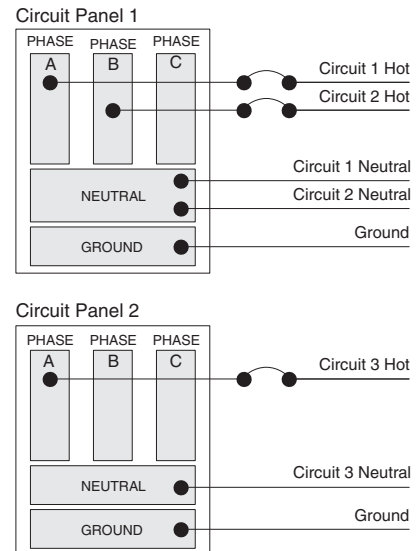 Circuit Panel 1
PHASE PHASE PHASE
A B C
Circuit 1 Hot
Circuit 2 Hot
Circuit 1 Neutral
NEUTRAL
Circuit 2 Neutral
Ground
GROUND
Circuit Panel 2
PHASE PHASE PHASE
A B C
Circuit 3 Hot
Circuit 3 Neutral
NEUTRAL
Ground
GROUND